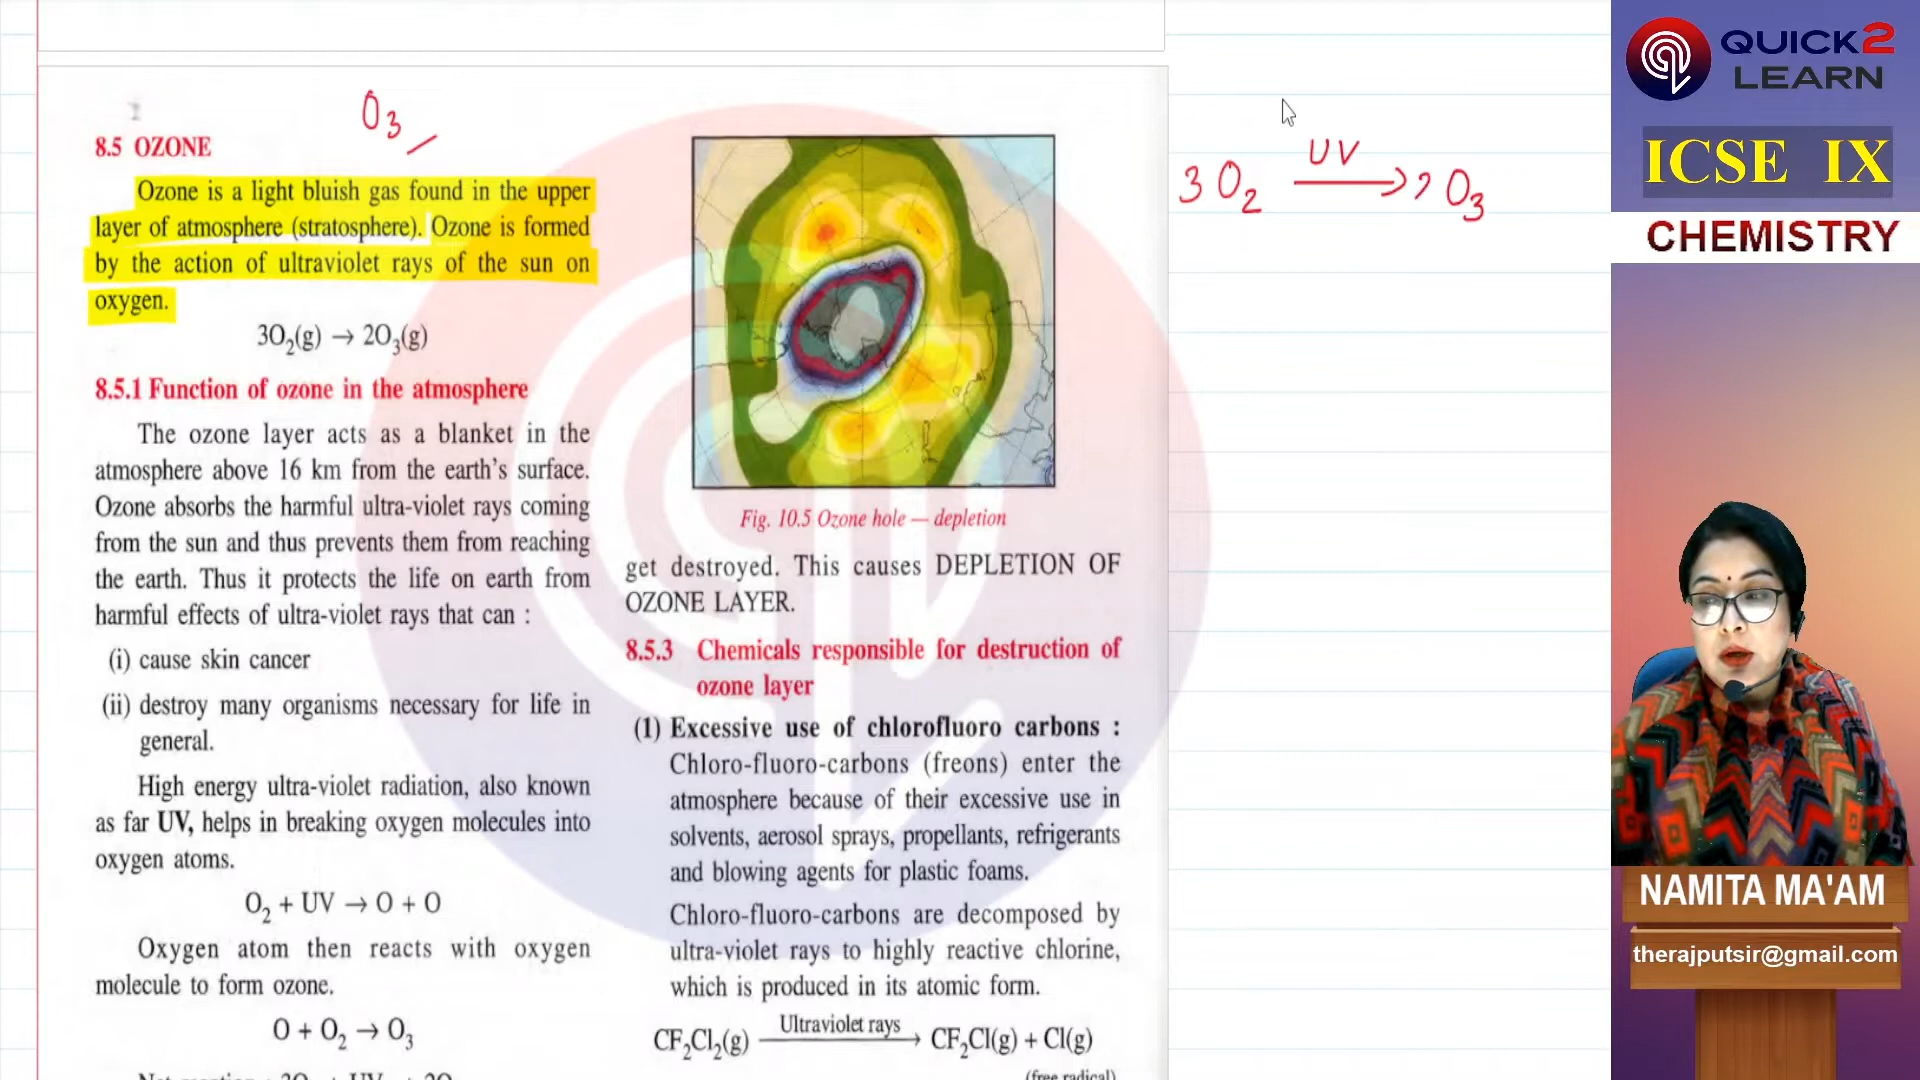 O3
8.5 OZONE
Ozone is a light bluish gas found in the upper
layer of atmosphere (stratosphere). Ozone is formed
by the action of ultraviolet rays of the sun on
oxygen.
3O2(g) → 2O3(g)
8.5.1 Function of ozone in the atmosphere
The ozone layer acts as a blanket in the
atmosphere above 16 km from the earth's surface.
Ozone absorbs the harmful ultra-violet rays coming
from the sun and thus prevents them from reaching
the earth. Thus it protects the life on earth from
harmful effects of ultra-violet rays that can :
(i) cause skin cancer
(ii) destroy many organisms necessary for life in
general.
High energy ultra-violet radiation, also known
as far UV, helps in breaking oxygen molecules into
oxygen atoms.
O2 + UV → O + O
Oxygen atom then reacts with oxygen
molecule to form ozone.
O + O2 → O3
Fig. 10.5 Ozone hole — depletion
get destroyed. This causes DEPLETION OF
OZONE LAYER.
8.5.3 Chemicals responsible for destruction of
ozone layer
(1) Excessive use of chlorofluoro carbons :
Chloro-fluoro-carbons (freons) enter the
atmosphere because of their excessive use in
solvents, aerosol sprays, propellants, refrigerants
and blowing agents for plastic foams.
Chloro-fluoro-carbons are decomposed by
ultra-violet rays to highly reactive chlorine,
which is produced in its atomic form.
Ultraviolet rays
CF2Cl2(g) → CF2Cl(g) + Cl(g)
(free radical)
UV
3O2 → 2O3
QUICK2
LEARN
ICSE IX
CHEMISTRY
NAMITA MA'AM
therajputsir@gmail.com